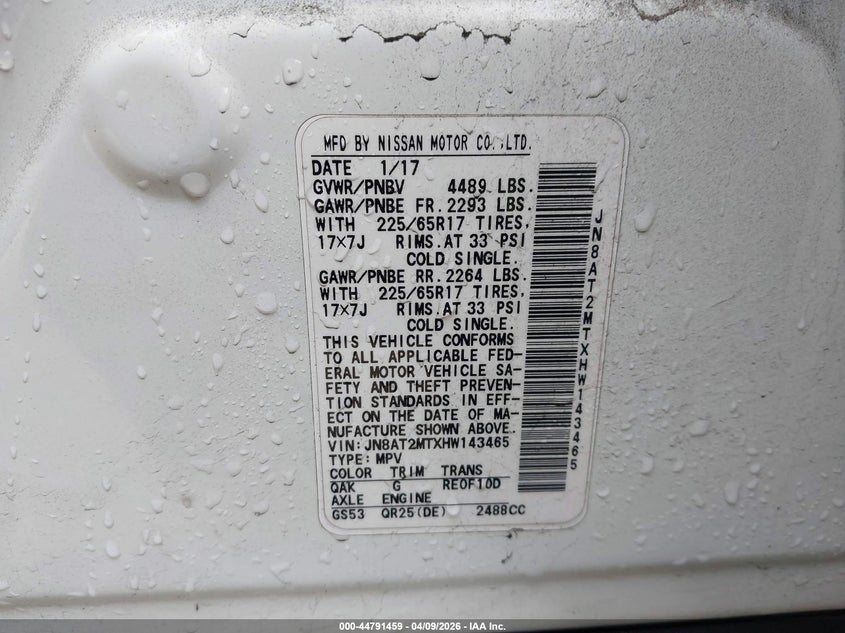 MFD BY NISSAN MOTOR CO.,LTD.
DATE 1/17
GVWR/PNBV 4489 LBS.
GAWR/PNBE FR.2293 LBS.
WITH 225/65R17 TIRES,
17×7J RIMS.AT 33 PSI
COLD SINGLE.
GAWR/PNBE RR.2264 LBS.
WITH 225/65R17 TIRES,
17×7J RIMS.AT 33 PSI
COLD SINGLE.
THIS VEHICLE CONFORMS
TO ALL APPLICABLE FED-
ERAL MOTOR VEHICLE SA-
FETY AND THEFT PREVEN-
TION STANDARDS IN EFF-
ECT ON THE DATE OF MA-
NUFACTURE SHOWN ABOVE.
VIN:JN8AT2MTXHW143465
TYPE:MPV
COLOR TRIM TRANS
QAK G RE0F10D
AXLE ENGINE
GS53 QR25(DE) 2488CC
JN8AT2MTXHW143465
000-44791459 | 04/09/2026 - IAA Inc.